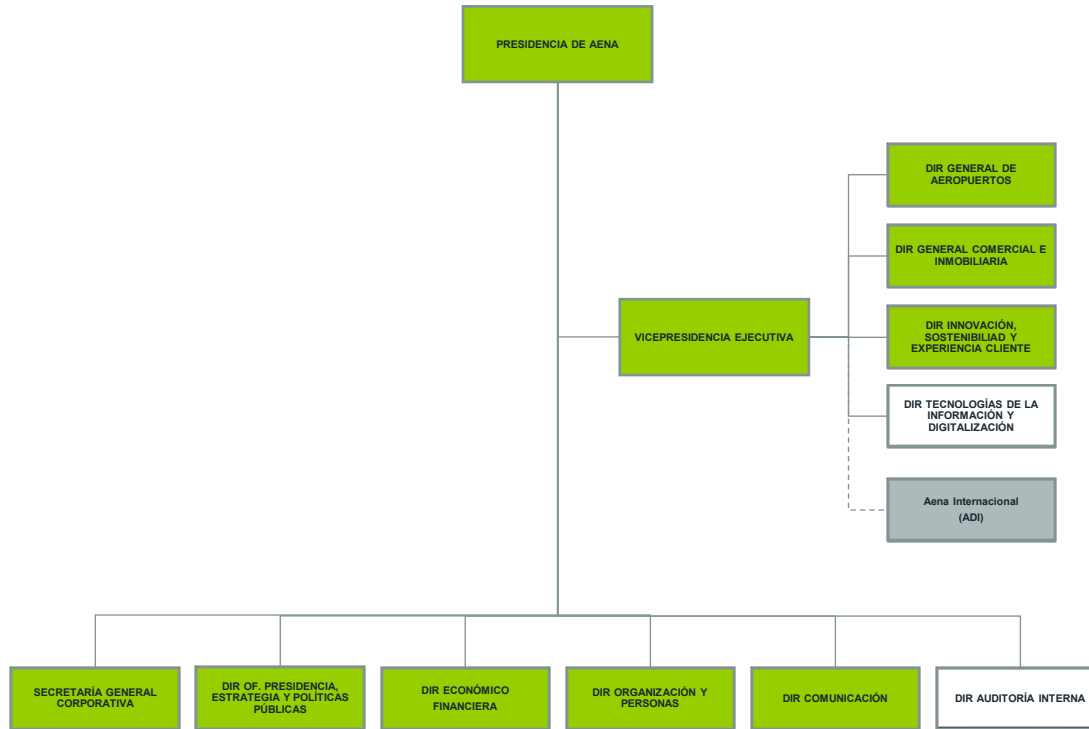 PRESIDENCIA DE AENA
DIR GENERAL DE
AEROPUERTOS
DIR GENERAL COMERCIAL E
INMOBILIARIA
VICEPRESIDENCIA EJECUTIVA
DIR INNOVACIÓN,
SOSTENIBILIAD Y
EXPERIENCIA CLIENTE
DIR TECNOLOGÍAS DE LA
INFORMACIÓN Y
DIGITALIZACIÓN
Aena Internacional
(ADI)
SECRETARÍA GENERAL
CORPORATIVA
DIR OF. PRESIDENCIA,
ESTRATEGIA Y POLÍTICAS
PÚBLICAS
DIR ECONÓMICO
FINANCIERA
DIR ORGANIZACIÓN Y
PERSONAS
DIR COMUNICACIÓN
DIR AUDITORÍA INTERNA